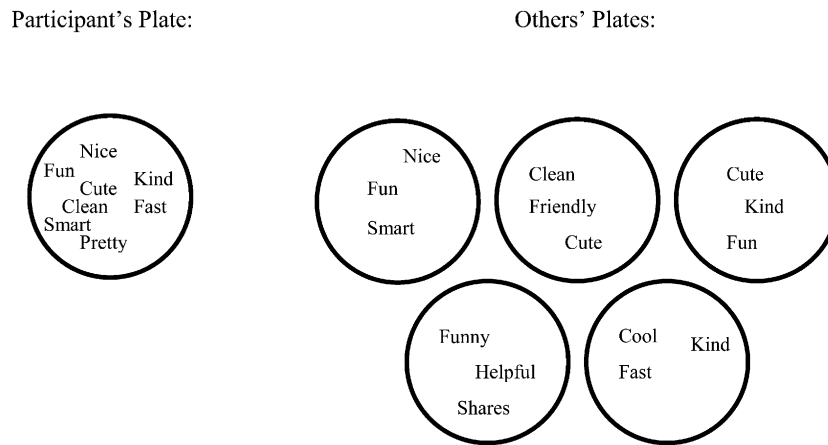 Participant’s Plate:
Others’ Plates:
Nice
Fun
Kind
Cute
Clean
Fast
Smart
Pretty
Nice
Fun
Smart
Clean
Friendly
Cute
Cute
Kind
Fun
Funny
Helpful
Shares
Cool
Kind
Fast